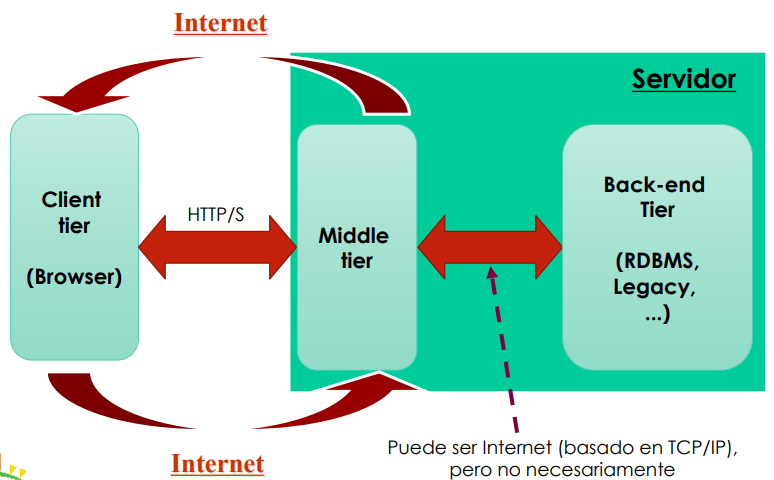 Internet
Servidor
Client
tier
(Browser)
HTTP/S
Middle
tier
Back-end
Tier
(RDBMS,
Legacy,
...)
Internet
Puede ser Internet (basado en TCP/IP),
pero no necesariamente